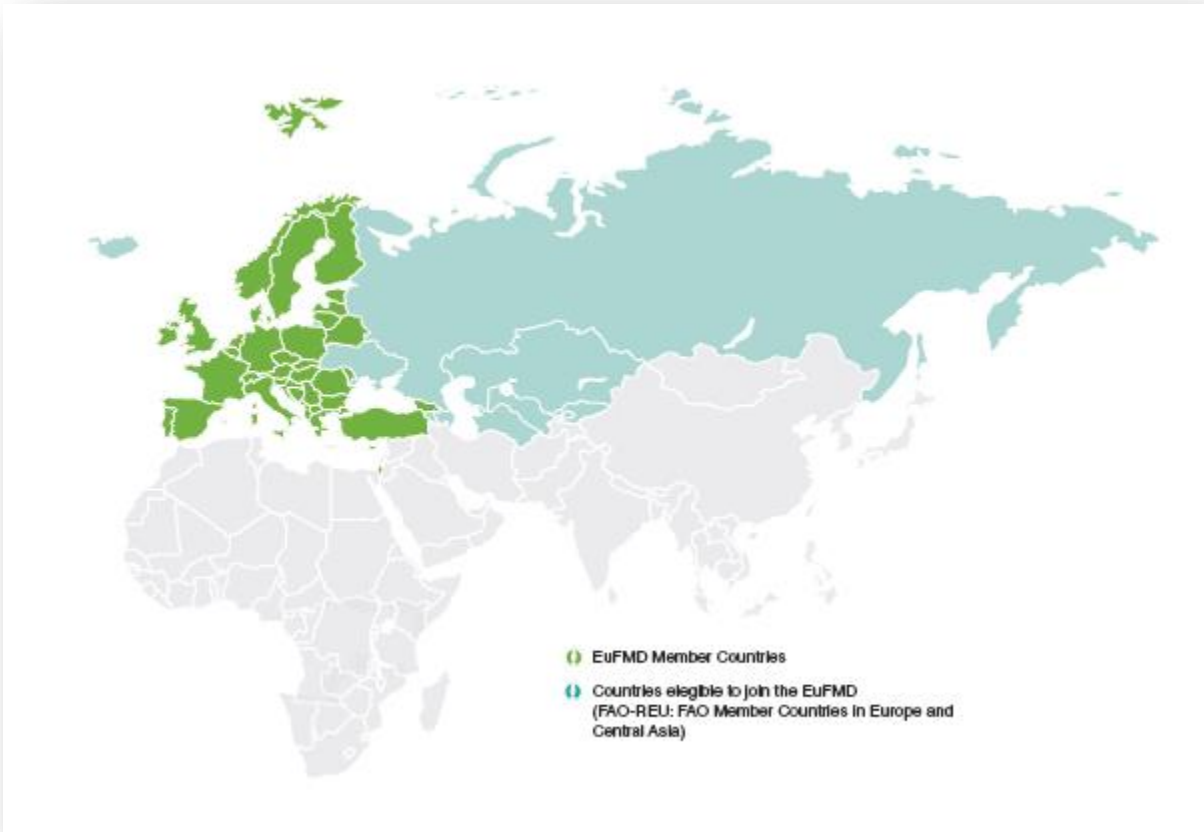 EuFMD Member Countries
Countries elegible to join the EuFMD
(FAO-REU: FAO Member Countries in Europe and
Central Asia)